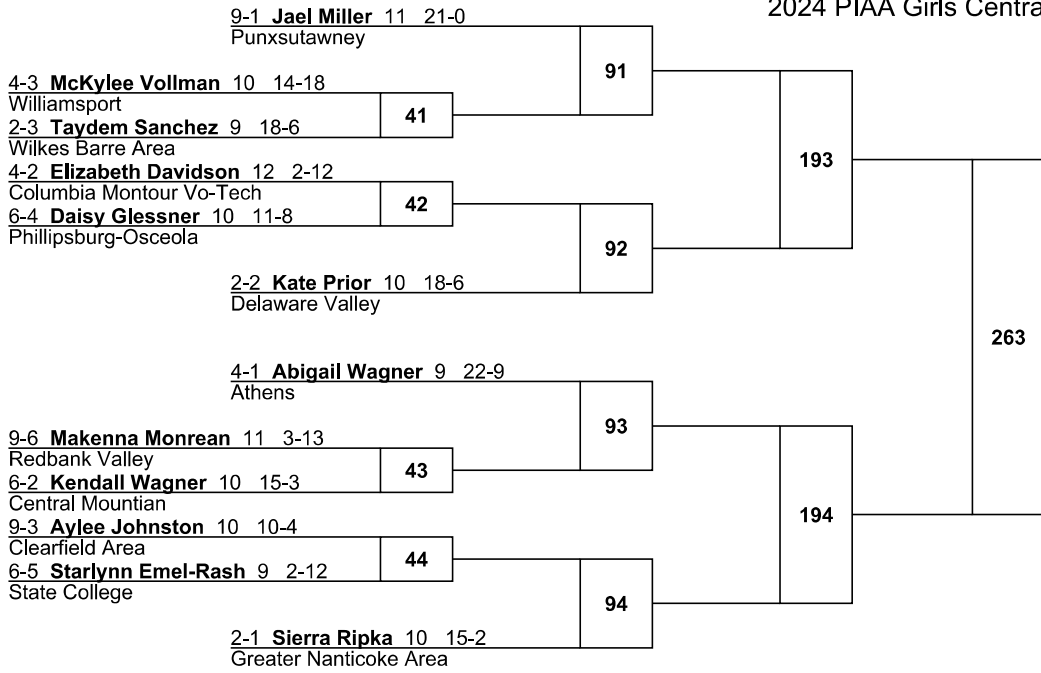 2024 PIAA Girls Centra
9-1 Jael Miller 11 21-0
Punxsutawney
91
4-3 McKylee Vollman 10 14-18
Williamsport
41
2-3 Taydem Sanchez 9 18-6
Wilkes Barre Area
193
4-2 Elizabeth Davidson 12 2-12
Columbia Montour Vo-Tech
42
6-4 Daisy Glessner 10 11-8
Phillipsburg-Osceola
92
2-2 Kate Prior 10 18-6
Delaware Valley
263
4-1 Abigail Wagner 9 22-9
Athens
93
9-6 Makenna Monrean 11 3-13
Redbank Valley
43
6-2 Kendall Wagner 10 15-3
Central Mountian
194
9-3 Aylee Johnston 10 10-4
Clearfield Area
44
6-5 Starlynn Emel-Rash 9 2-12
State College
94
2-1 Sierra Ripka 10 15-2
Greater Nanticoke Area